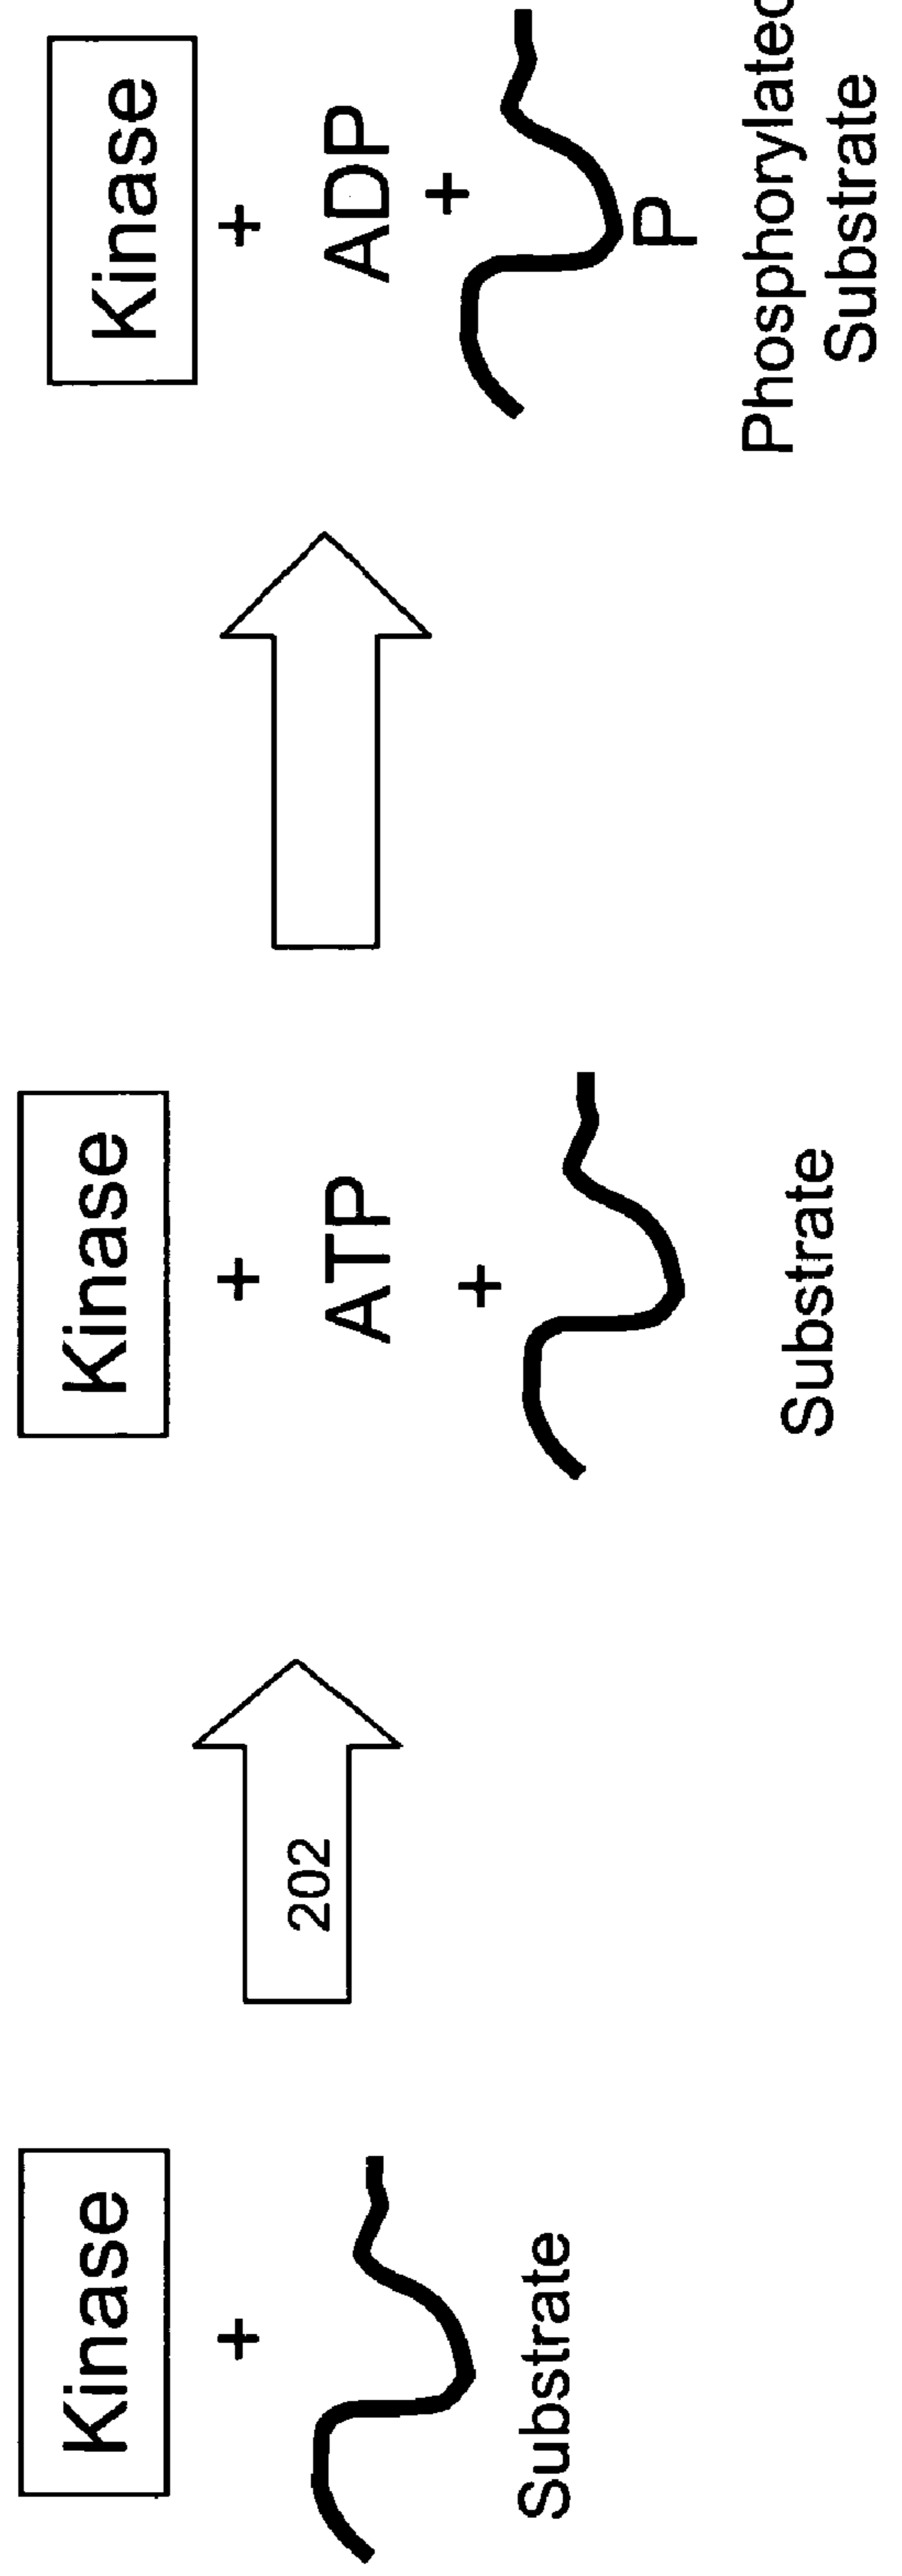 Kinase
+
Substrate
202
Kinase
+
ATP
+
Substrate
Kinase
+
ADP
+
P
Phosphorylated
Substrate